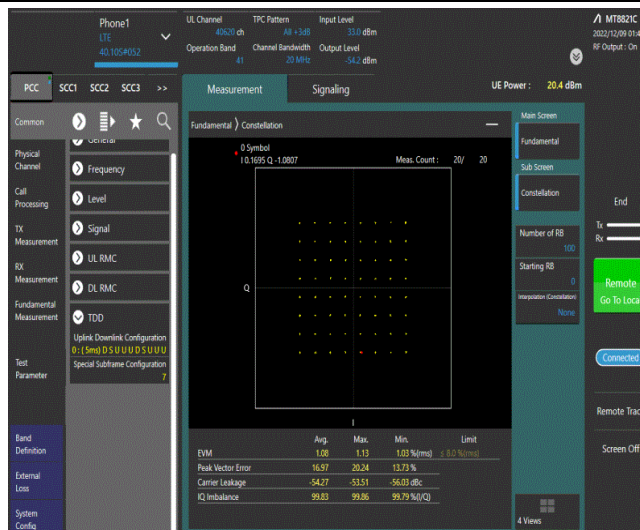 Phone1
LTE
40.10S#052
UL Channel
40620 ch
TPC Pattern
All +3dB
Input Level
33.0 dBm
Operation Band
41
Channel Bandwidth
20 MHz
Output Level
-54.2 dBm
MT8821C
2022/12/09 01:4
RF Output : On
PCC SCC1 SCC2 SCC3 >>
Measurement
Signaling
UE Power : 20.4 dBm
Common
Physical
Channel
Call
Processing
TX
Measurement
RX
Measurement
Fundamental
Measurement
Test
Parameter
Band
Definition
External
Loss
System
Config
General
Frequency
Level
Signal
UL RMC
DL RMC
TDD
Uplink Downlink Configuration
0 : ( 5ms) D S U U U D S U U U
Special Subframe Configuration
7
Fundamental ⟩ Constellation
0 Symbol
I 0.1695 Q -1.0807
Meas. Count : 20/ 20
Q
I
Avg. Max. Min. Limit
EVM 1.08 1.13 1.03 %(rms) ≤ 8.0 %(rms)
Peak Vector Error 16.97 20.24 13.73 %
Carrier Leakage -54.27 -53.51 -56.03 dBc
IQ Imbalance 99.83 99.86 99.79 %(I/Q)
Main Screen
Fundamental
Sub Screen
Constellation
Number of RB
100
Starting RB
0
Interpolation (Constellation)
None
4 Views
End
Tx
Rx
Remote
Go To Loca
Connected
Remote Trac
Screen Off